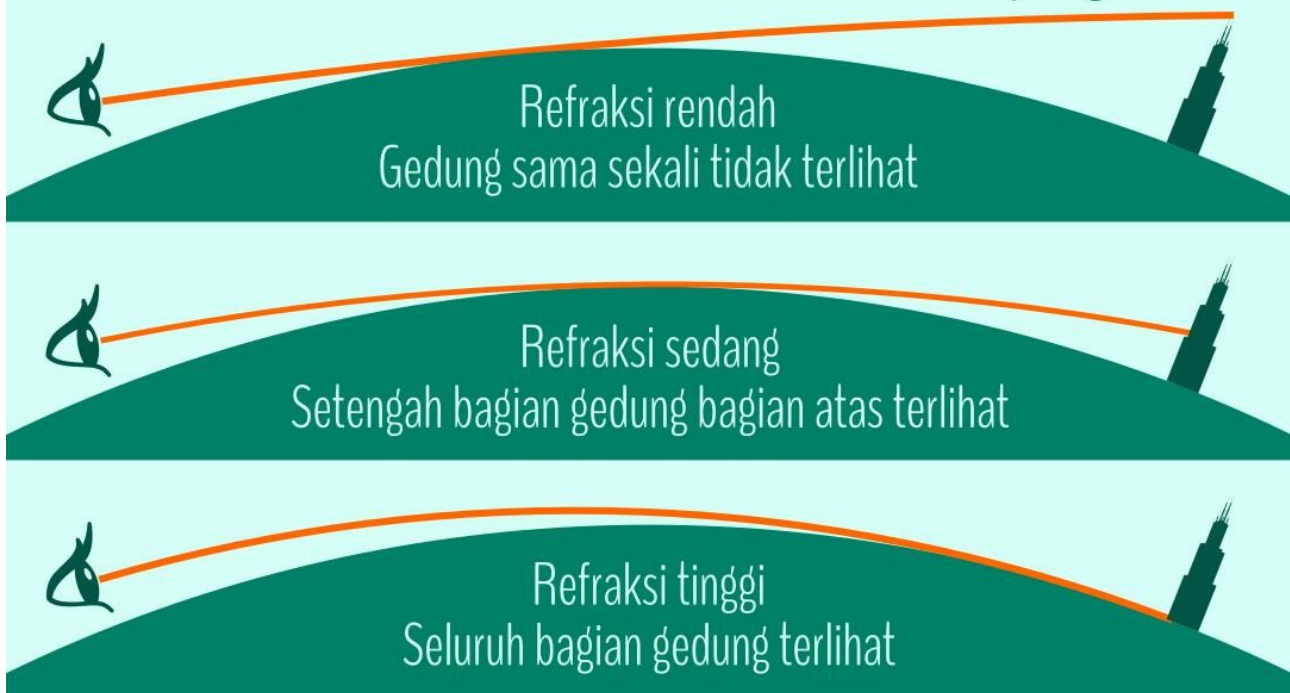 Refraksi rendah
Gedung sama sekali tidak terlihat
Refraksi sedang
Setengah bagian gedung bagian atas terlihat
Refraksi tinggi
Seluruh bagian gedung terlihat